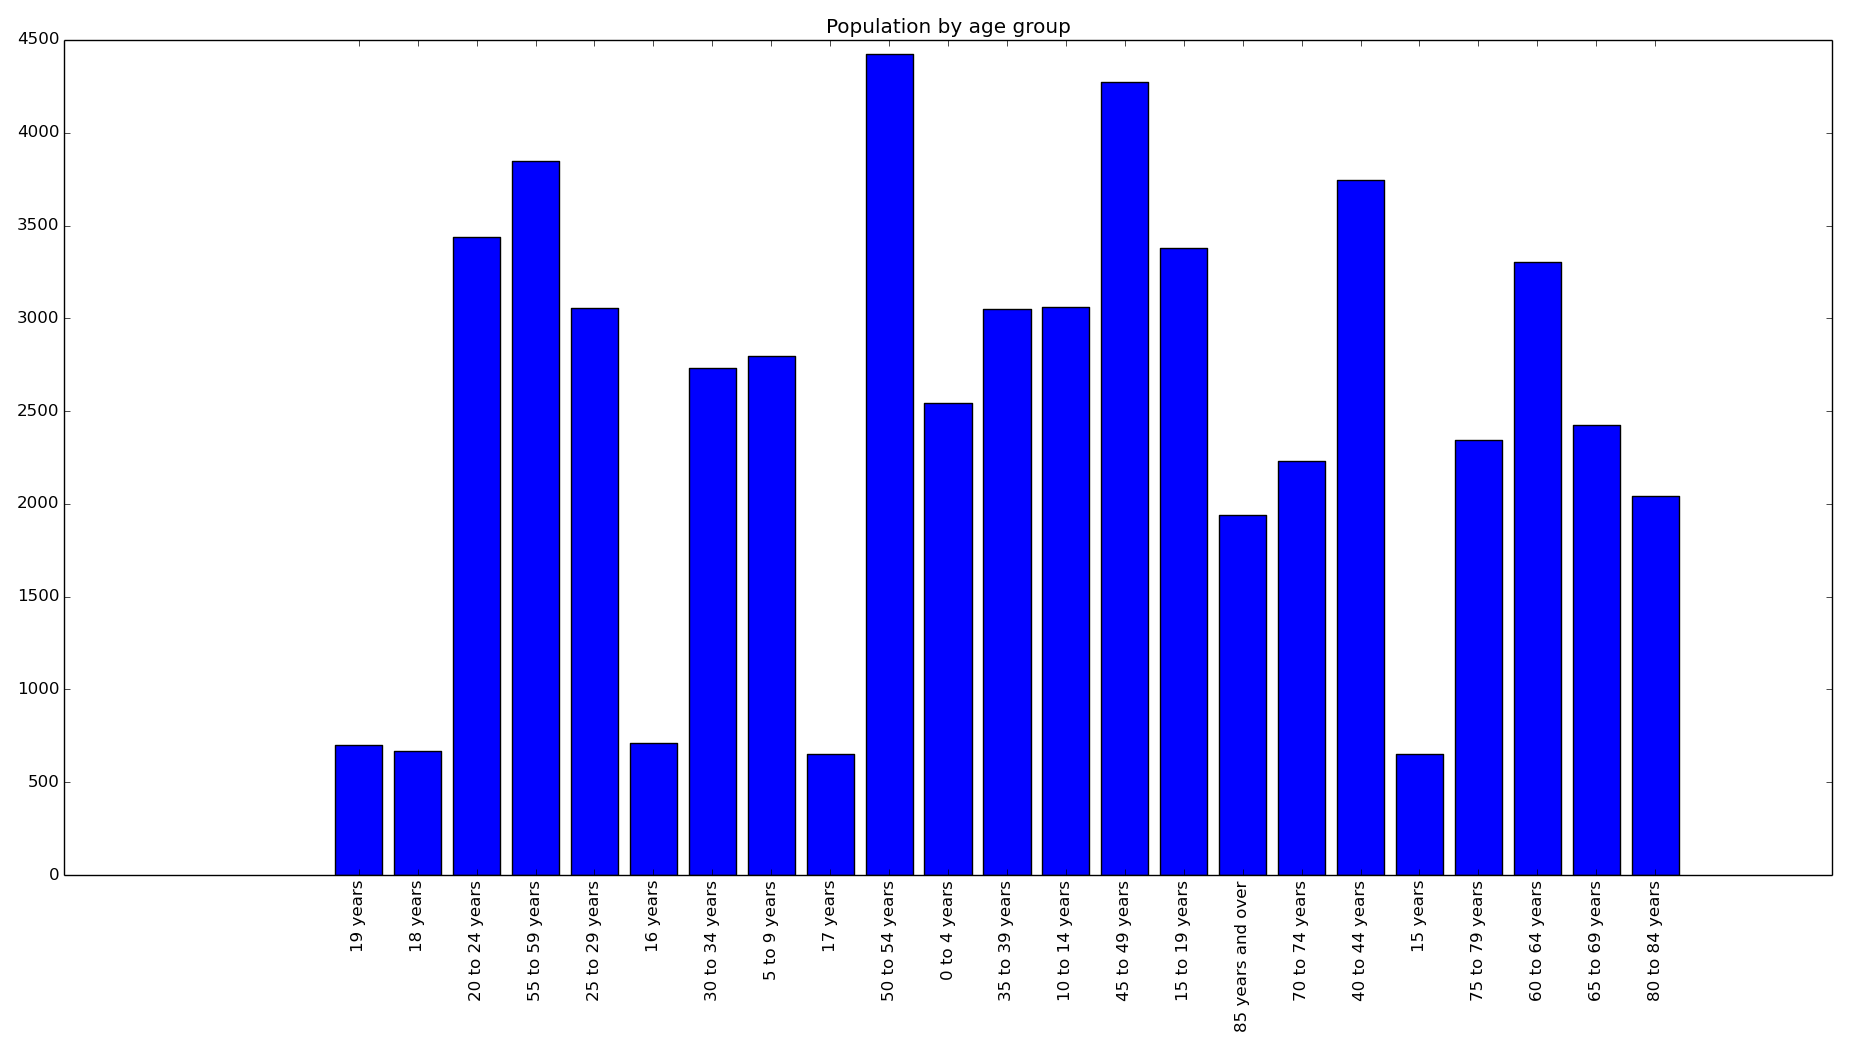 Population by age group
4500
4000
3500
3000
2500
2000
1500
1000
500
0
19 years
18 years
20 to 24 years
55 to 59 years
25 to 29 years
16 years
30 to 34 years
5 to 9 years
17 years
50 to 54 years
0 to 4 years
35 to 39 years
10 to 14 years
45 to 49 years
15 to 19 years
85 years and over
70 to 74 years
40 to 44 years
15 years
75 to 79 years
60 to 64 years
65 to 69 years
80 to 84 years